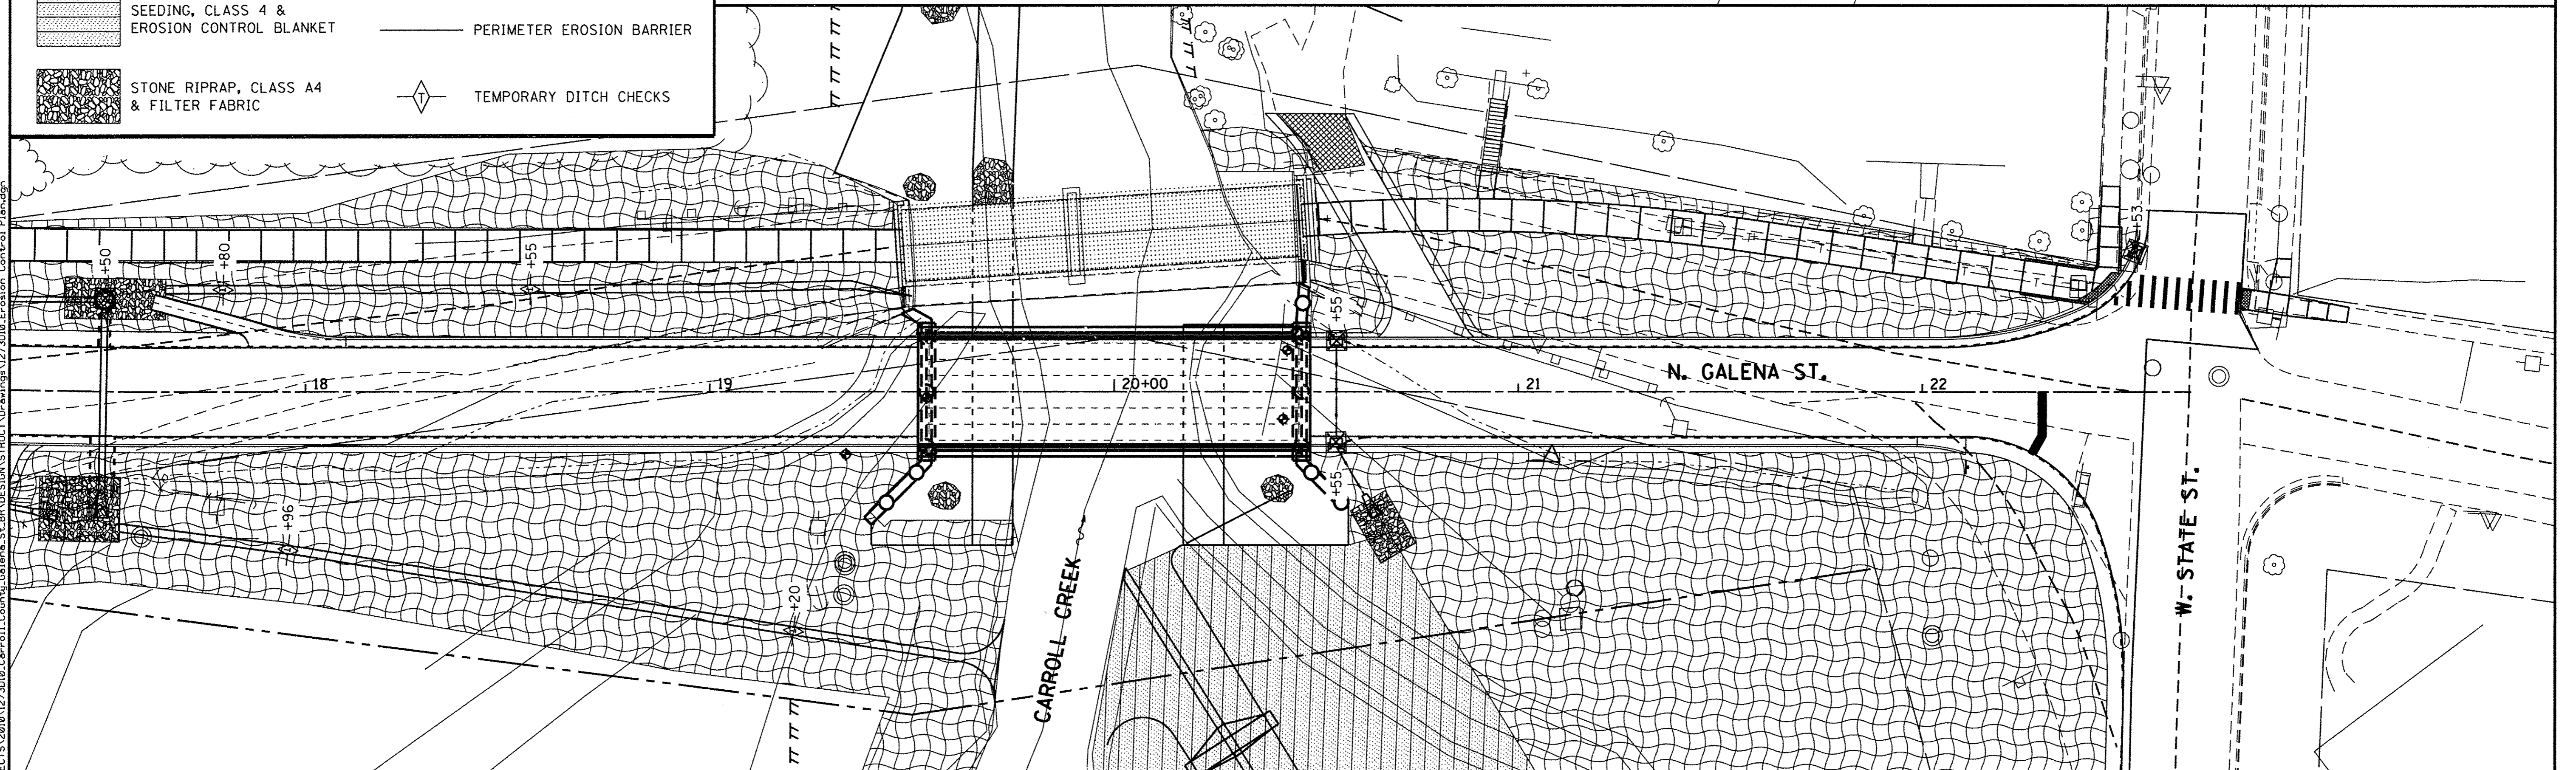 SEEDING, CLASS 4 &
EROSION CONTROL BLANKET
PERIMETER EROSION BARRIER
STONE RIPRAP, CLASS A4
& FILTER FABRIC
T
TEMPORARY DITCH CHECKS
+50
+80
+55
+53
+55
18
19
20+00
21
22
N. GALENA ST.
+96
+20
+55
CARROLL CREEK
W. STATE ST.